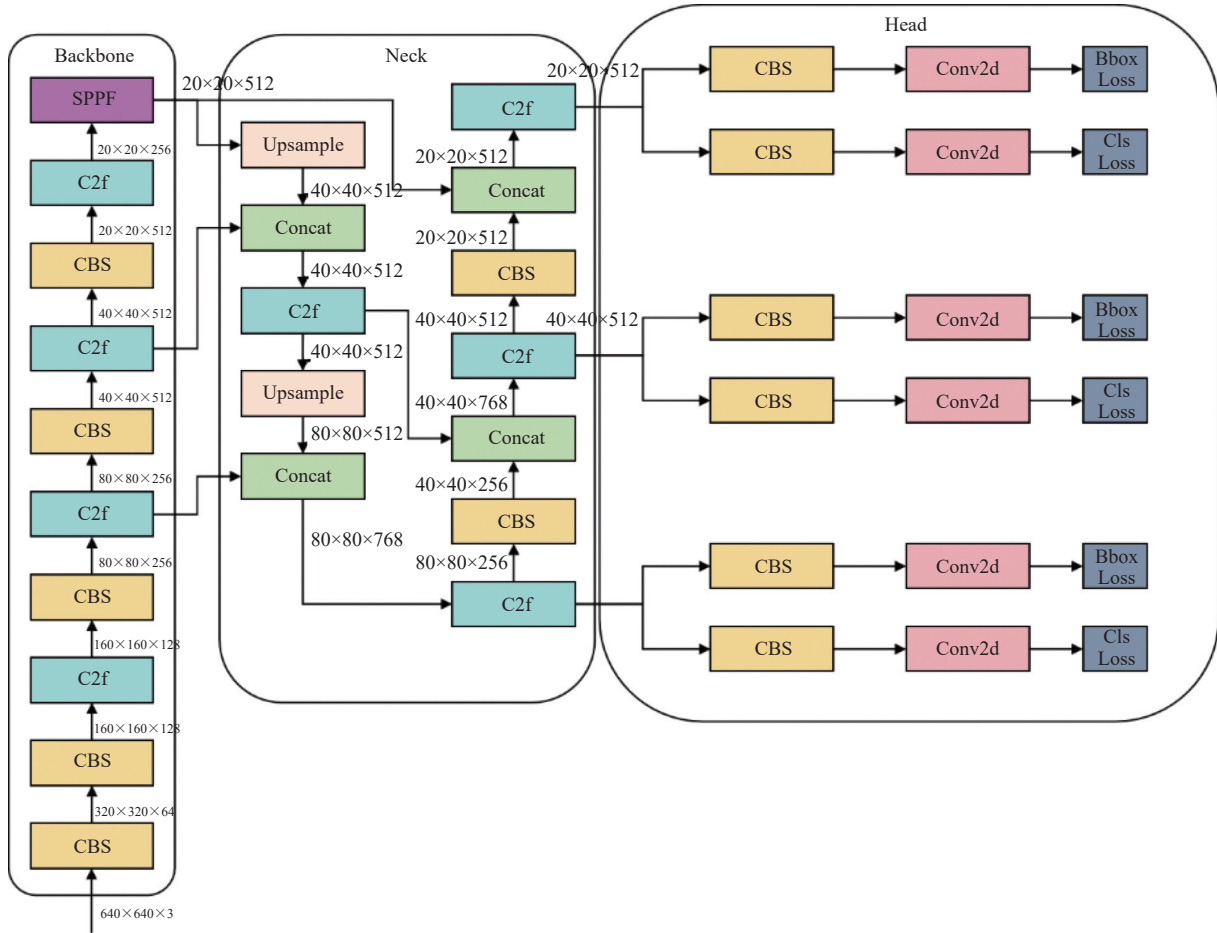 Backbone
SPPF
20×20×256
C2f
20×20×512
CBS
40×40×512
C2f
40×40×512
CBS
80×80×256
C2f
80×80×256
CBS
160×160×128
C2f
160×160×128
CBS
320×320×64
CBS
640×640×3
Neck
20×20×512
Upsample
40×40×512
Concat
40×40×512
C2f
40×40×512
Upsample
80×80×512
Concat
80×80×768
C2f
20×20×512
Concat
20×20×512
CBS
40×40×512
C2f
40×40×768
Concat
40×40×256
CBS
80×80×256
C2f
Head
20×20×512
CBS
Conv2d
Bbox
Loss
CBS
Conv2d
Cls
Loss
40×40×512
CBS
Conv2d
Bbox
Loss
CBS
Conv2d
Cls
Loss
CBS
Conv2d
Bbox
Loss
CBS
Conv2d
Cls
Loss